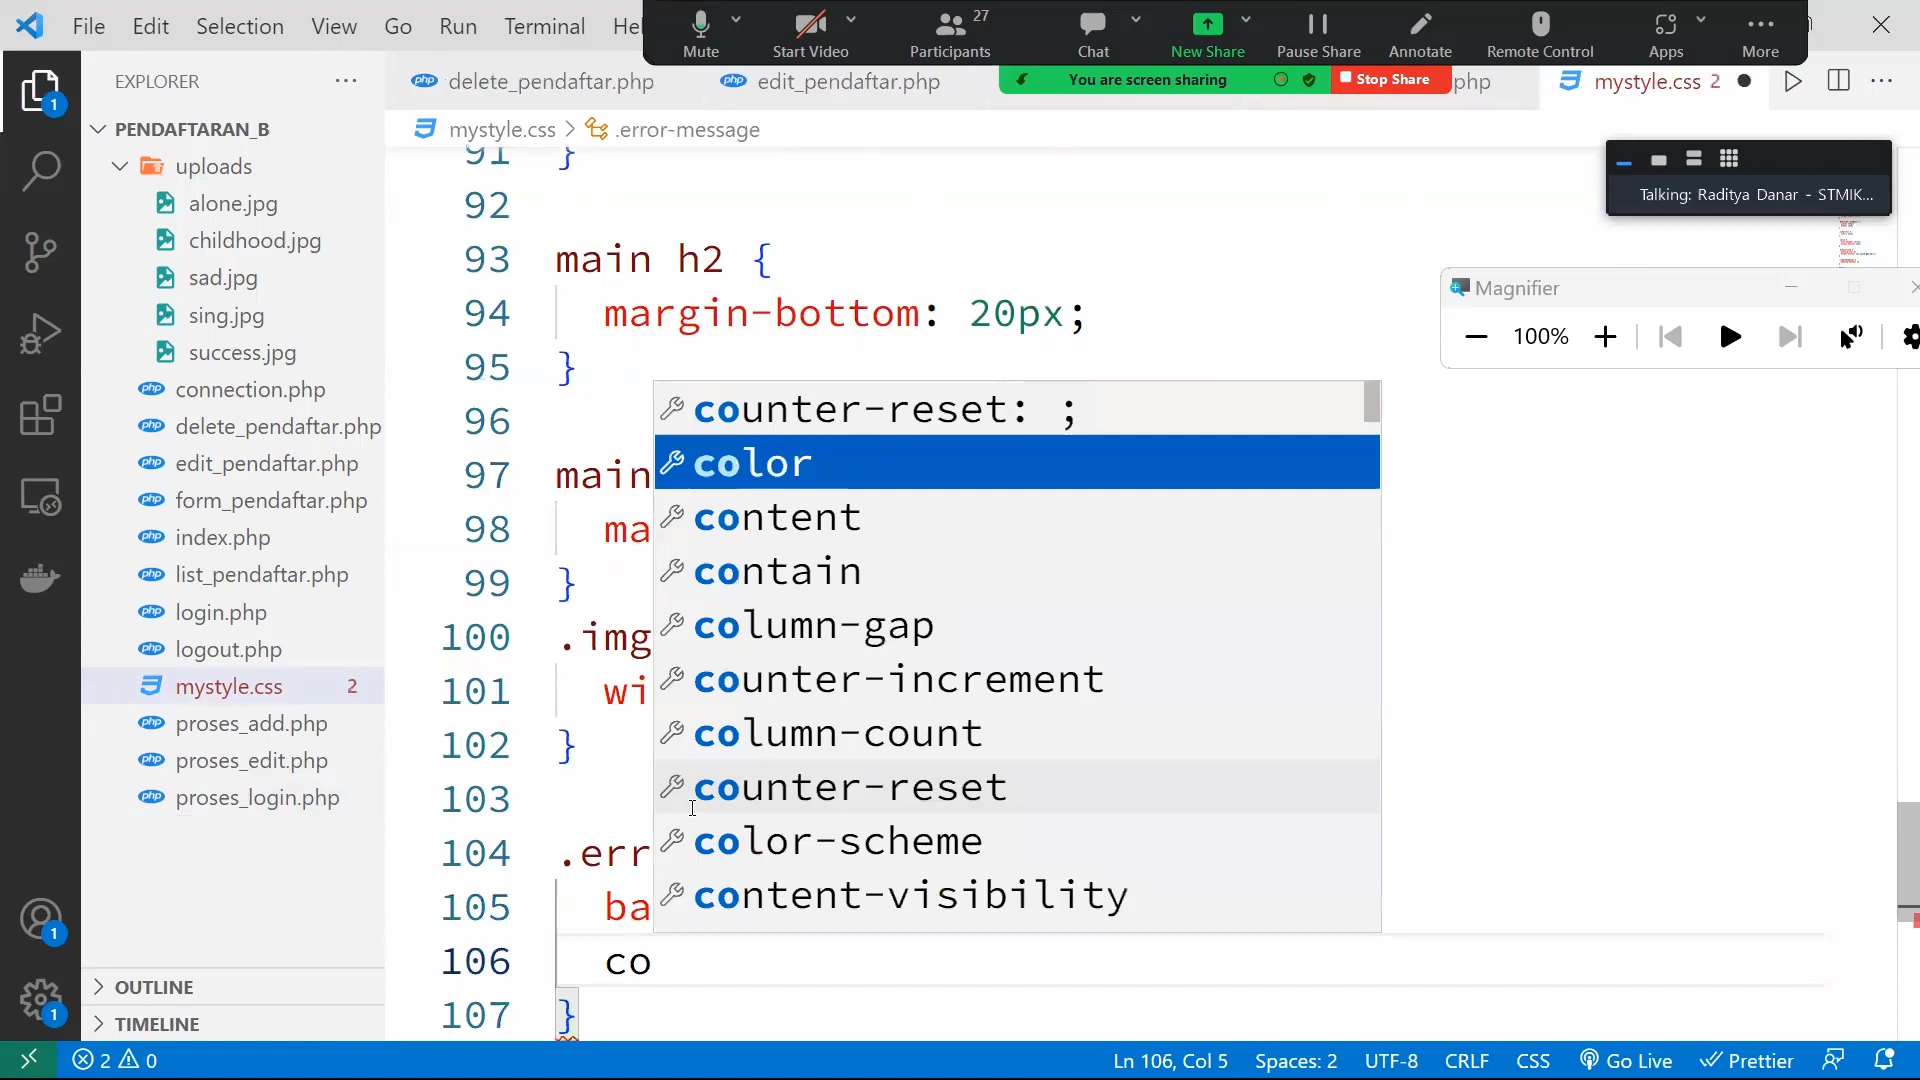 File Edit Selection View Go Run Terminal Hel
Mute Start Video Participants 27 Chat New Share Pause Share Annotate Remote Control Apps More
You are screen sharing Stop Share
EXPLORER
delete_pendaftar.php edit_pendaftar.php php mystyle.css 2
PENDAFTARAN_B
mystyle.css > .error-message
uploads
alone.jpg
childhood.jpg
sad.jpg
sing.jpg
success.jpg
connection.php
delete_pendaftar.php
edit_pendaftar.php
form_pendaftar.php
index.php
list_pendaftar.php
login.php
logout.php
mystyle.css 2
proses_add.php
proses_edit.php
proses_login.php
OUTLINE
TIMELINE
1
1
1
Talking: Raditya Danar - STMIK...
Magnifier
100%
91 }
92
93 main h2 {
94 margin-bottom: 20px;
95 }
96
97 main
98 ma
99 }
100 .img
101 wi
102 }
103
104 .err
105 ba
106 co
107 }
counter-reset: ;
color
content
contain
column-gap
counter-increment
column-count
counter-reset
color-scheme
content-visibility
2 0 Ln 106, Col 5 Spaces: 2 UTF-8 CRLF CSS Go Live Prettier